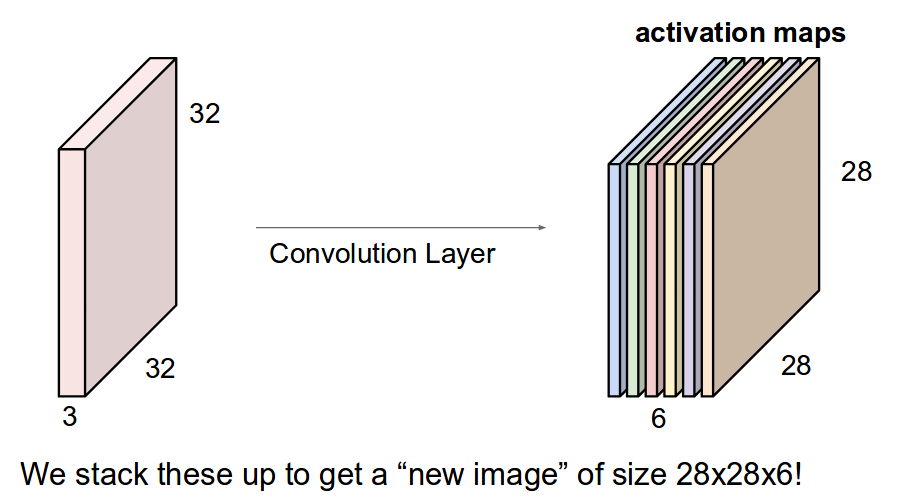 activation maps
32
28
Convolution Layer
32
28
3
6
We stack these up to get a “new image” of size 28x28x6!